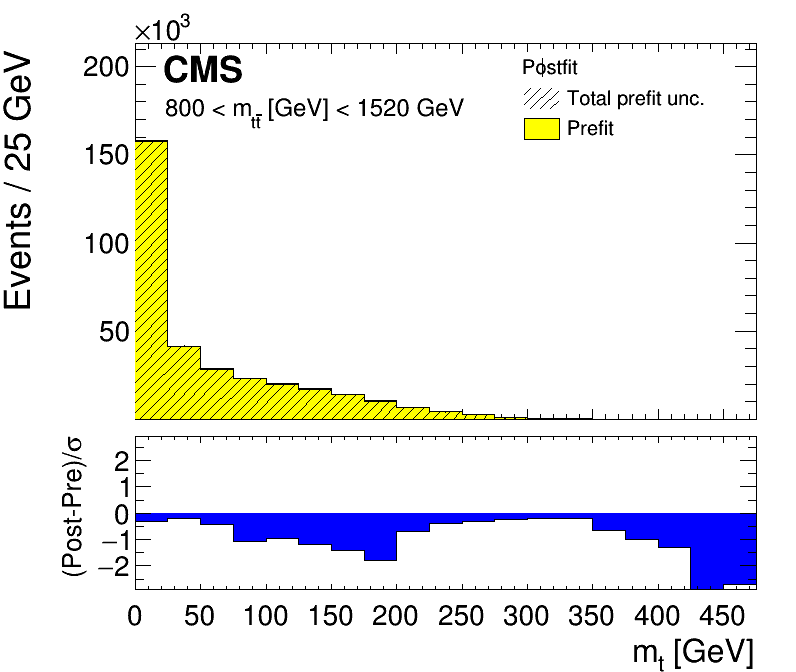 ×10³
Events / 25 GeV
200
150
100
50
CMS
800 < m_tt̄ [GeV] < 1520 GeV
Postfit
Total prefit unc.
Prefit
(Post-Pre)/σ
2
1
0
−1
−2
0 50 100 150 200 250 300 350 400 450
m_t [GeV]